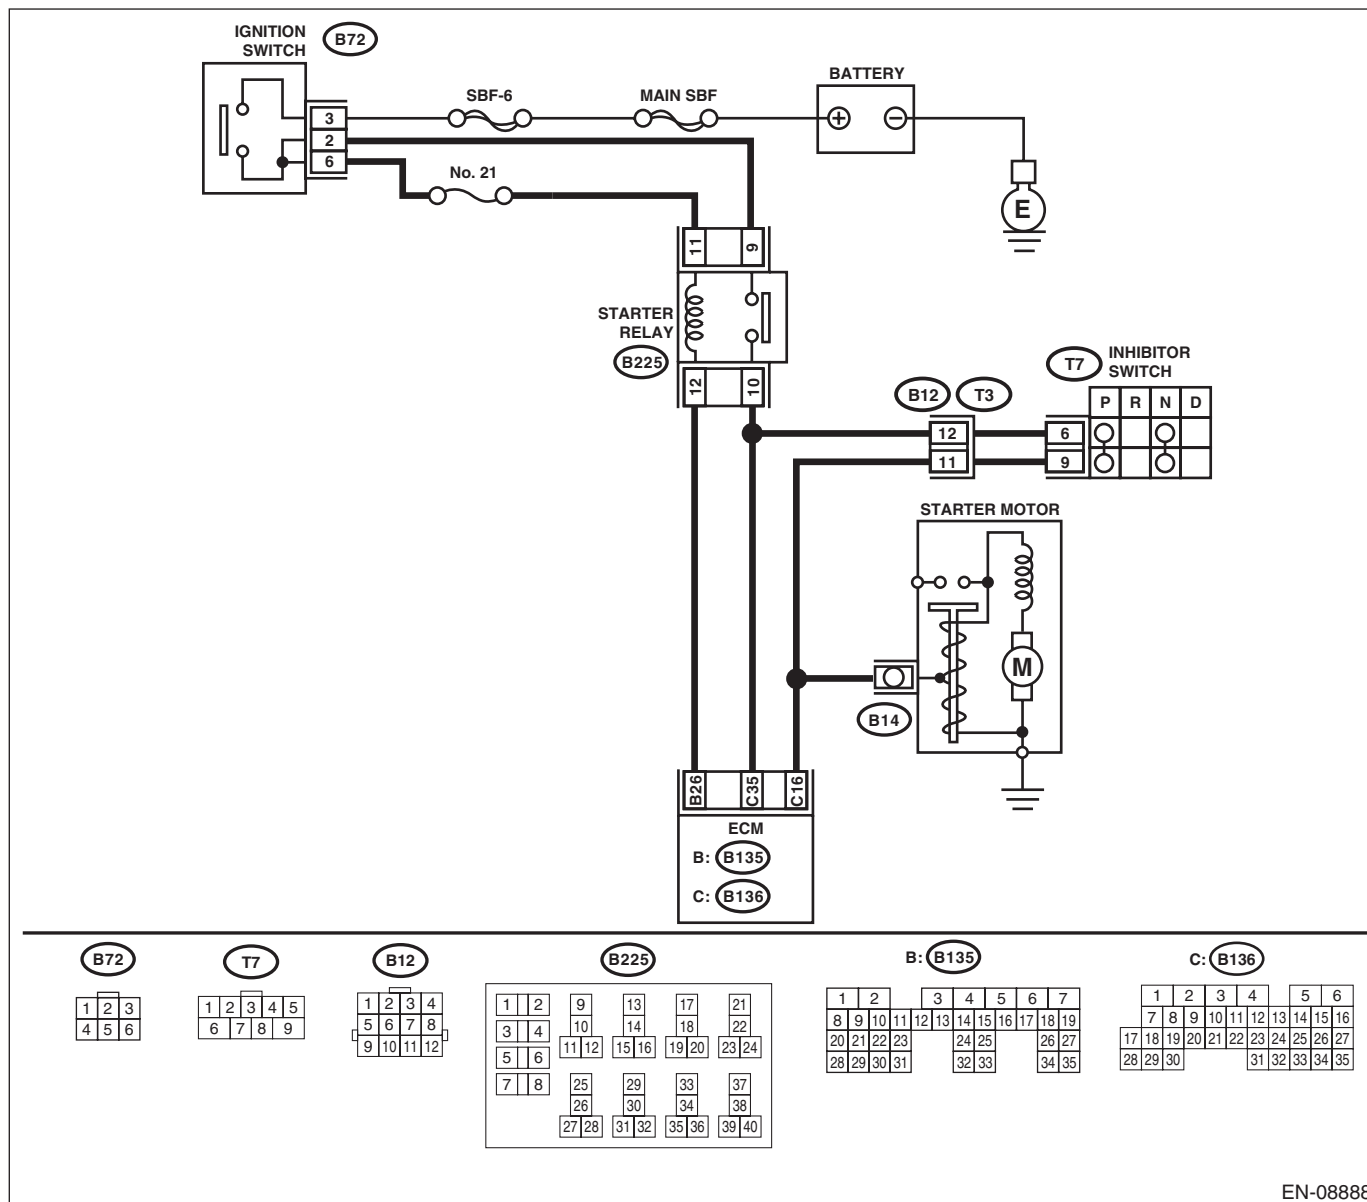 IGNITION
SWITCH
B72
BATTERY
SBF-6
MAIN SBF
3
2
6
No. 21
E
11
9
STARTER
RELAY
B225
12
10
B12
T3
T7
INHIBITOR
SWITCH
P R N D
12
6
11
9
STARTER MOTOR
M
B14
B26
C35
C16
ECM
B: B135
C: B136
B72
T7
B12
B225
B: B135
C: B136
1 2 3
4 5 6
1 2 3 4 5
6 7 8 9
1 2 3 4
5 6 7 8
9 10 11 12
1 2
3 4
5 6
7 8
9
10
11 12
13
14
15 16
17
18
19 20
21
22
23 24
25
26
27 28
29
30
31 32
33
34
35 36
37
38
39 40
1 2 3 4 5 6 7
8 9 10 11 12 13 14 15 16 17 18 19
20 21 22 23 24 25 26 27
28 29 30 31 32 33 34 35
1 2 3 4 5 6
7 8 9 10 11 12 13 14 15 16
17 18 19 20 21 22 23 24 25 26 27
28 29 30 31 32 33 34 35
EN-08888